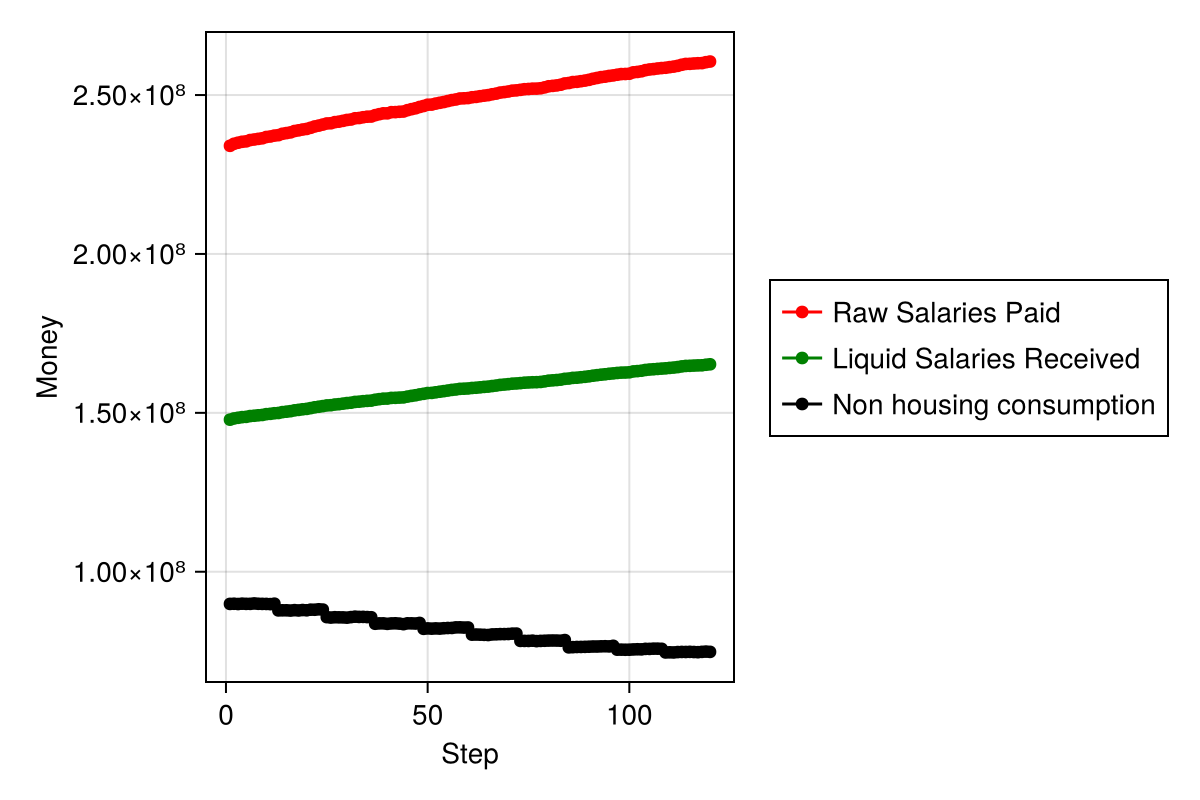 2.50×10⁸
2.00×10⁸
1.50×10⁸
1.00×10⁸
Money
0 50 100
Step
Raw Salaries Paid
Liquid Salaries Received
Non housing consumption